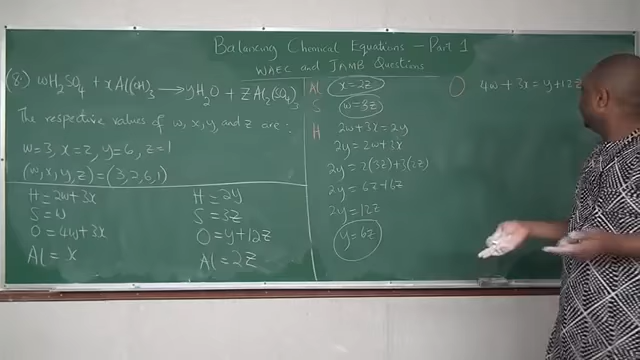 Balancing Chemical Equations – Part 1
WAEC and JAMB Questions
(8.) wH₂SO₄ + xAl(OH)₃ → yH₂O + zAl₂(SO₄)₃
The respective values of w, x, y, and z are:
w=3, x=2, y=6, z=1
(w,x,y,z)=(3,2,6,1)
H = 2w+3x
S = w
O = 4w+3x
Al = x
H = 2y
S = 3z
O = y+12z
Al = 2z
Al x=2z
S w=3z
H 2w+3x=2y
2y=2w+3x
2y=2(3z)+3(2z)
2y=6z+6z
2y=12z
y=6z
O 4w+3x=y+12z